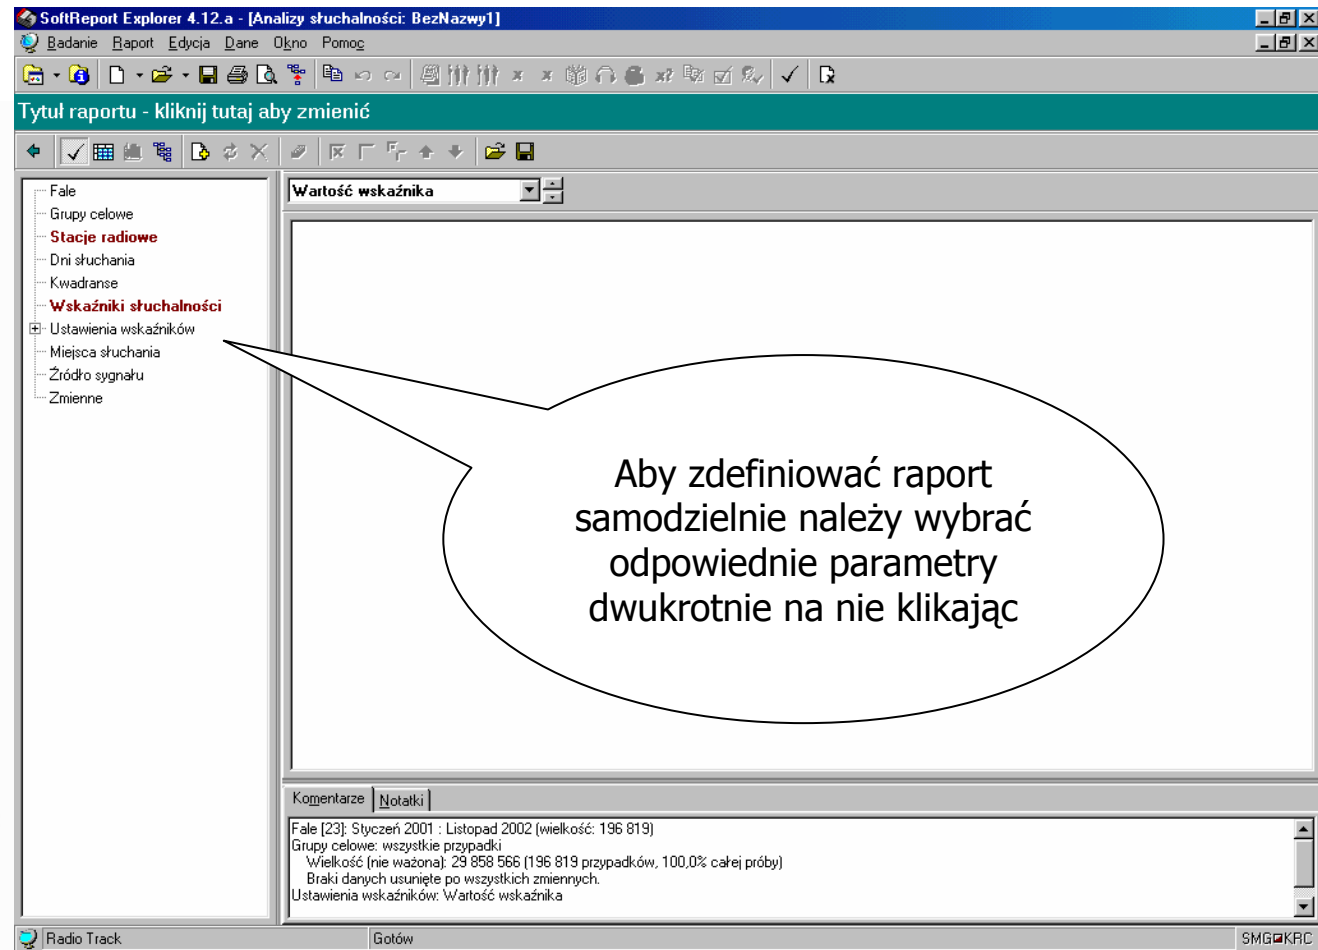 SoftReport Explorer 4.12.a - [Analizy słuchalności: BezNazwy1]
Badanie Raport Edycja Dane Okno Pomoc
Tytuł raportu - kliknij tutaj aby zmienić
Fale
Grupy celowe
Stacje radiowe
Dni słuchania
Kwadranse
Wskaźniki słuchalności
Ustawienia wskaźników
Miejsca słuchania
Źródło sygnału
Zmienne
Wartość wskaźnika
Aby zdefiniować raport
samodzielnie należy wybrać
odpowiednie parametry
dwukrotnie na nie klikając
Komentarze Notatki
Fale [23]: Styczeń 2001 : Listopad 2002 (wielkość: 196 819)
Grupy celowe: wszystkie przypadki
Wielkość (nie ważona): 29 858 566 (196 819 przypadków, 100,0% całej próby)
Braki danych usunięte po wszystkich zmiennych.
Ustawienia wskaźników: Wartość wskaźnika
Radio Track Gotów SMG KRC